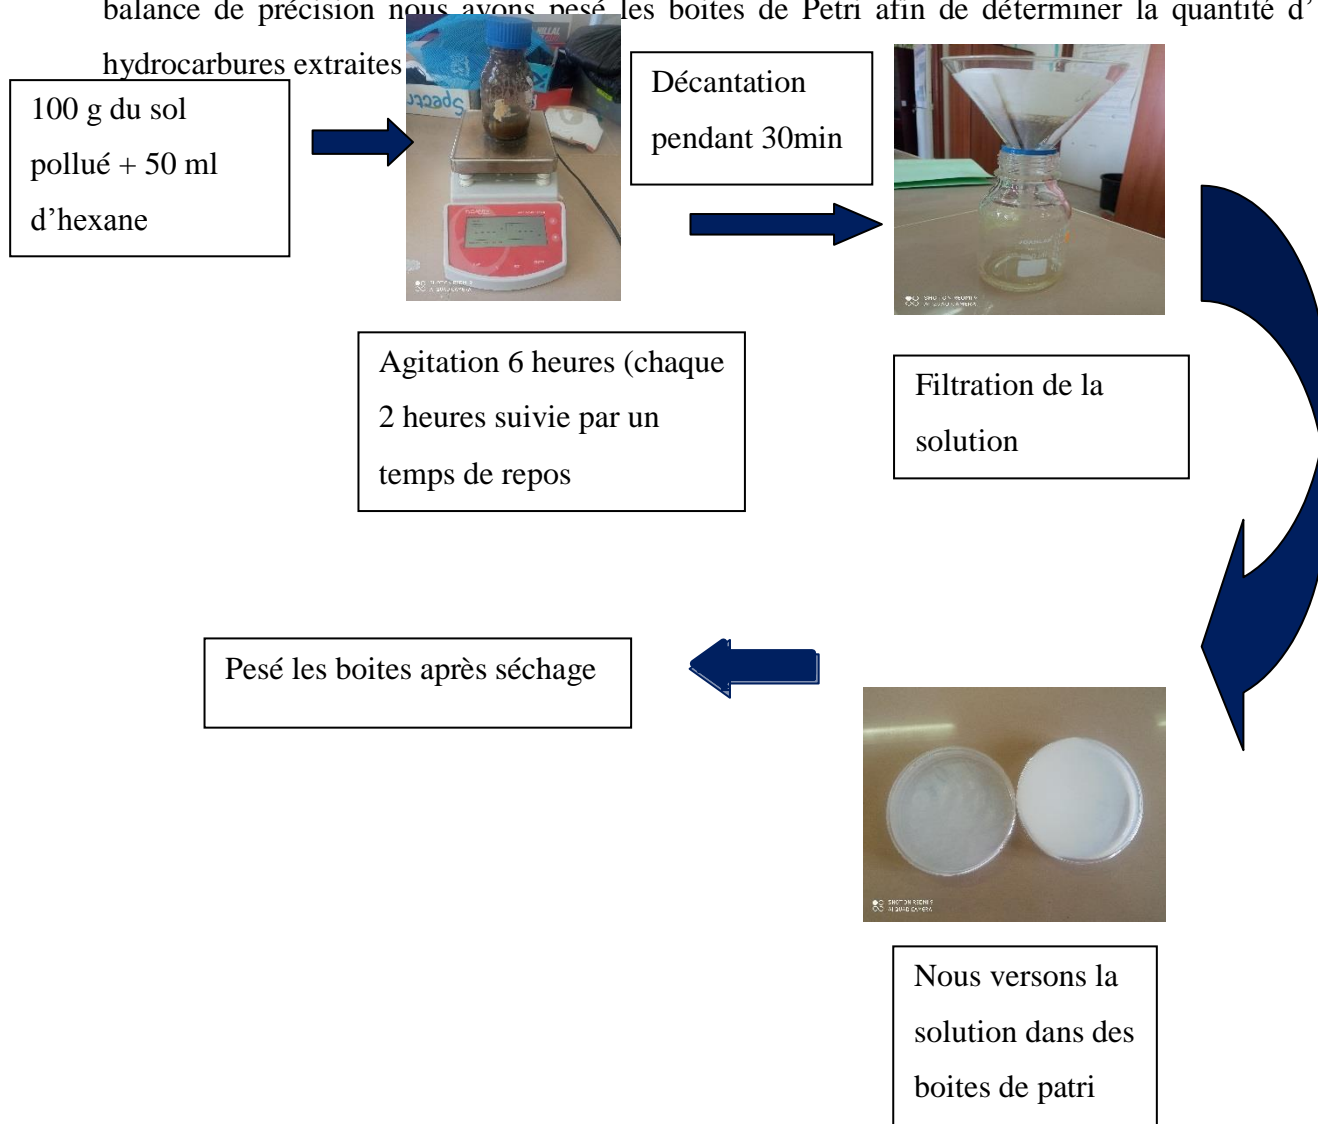 balance de précision nous avons pesé les boites de Petri afin de déterminer la quantité d’
hydrocarbures extraites
100 g du sol
pollué + 50 ml
d’hexane
Décantation
pendant 30min
Agitation 6 heures (chaque
2 heures suivie par un
temps de repos
Filtration de la
solution
Pesé les boites après séchage
Nous versons la
solution dans des
boites de patri